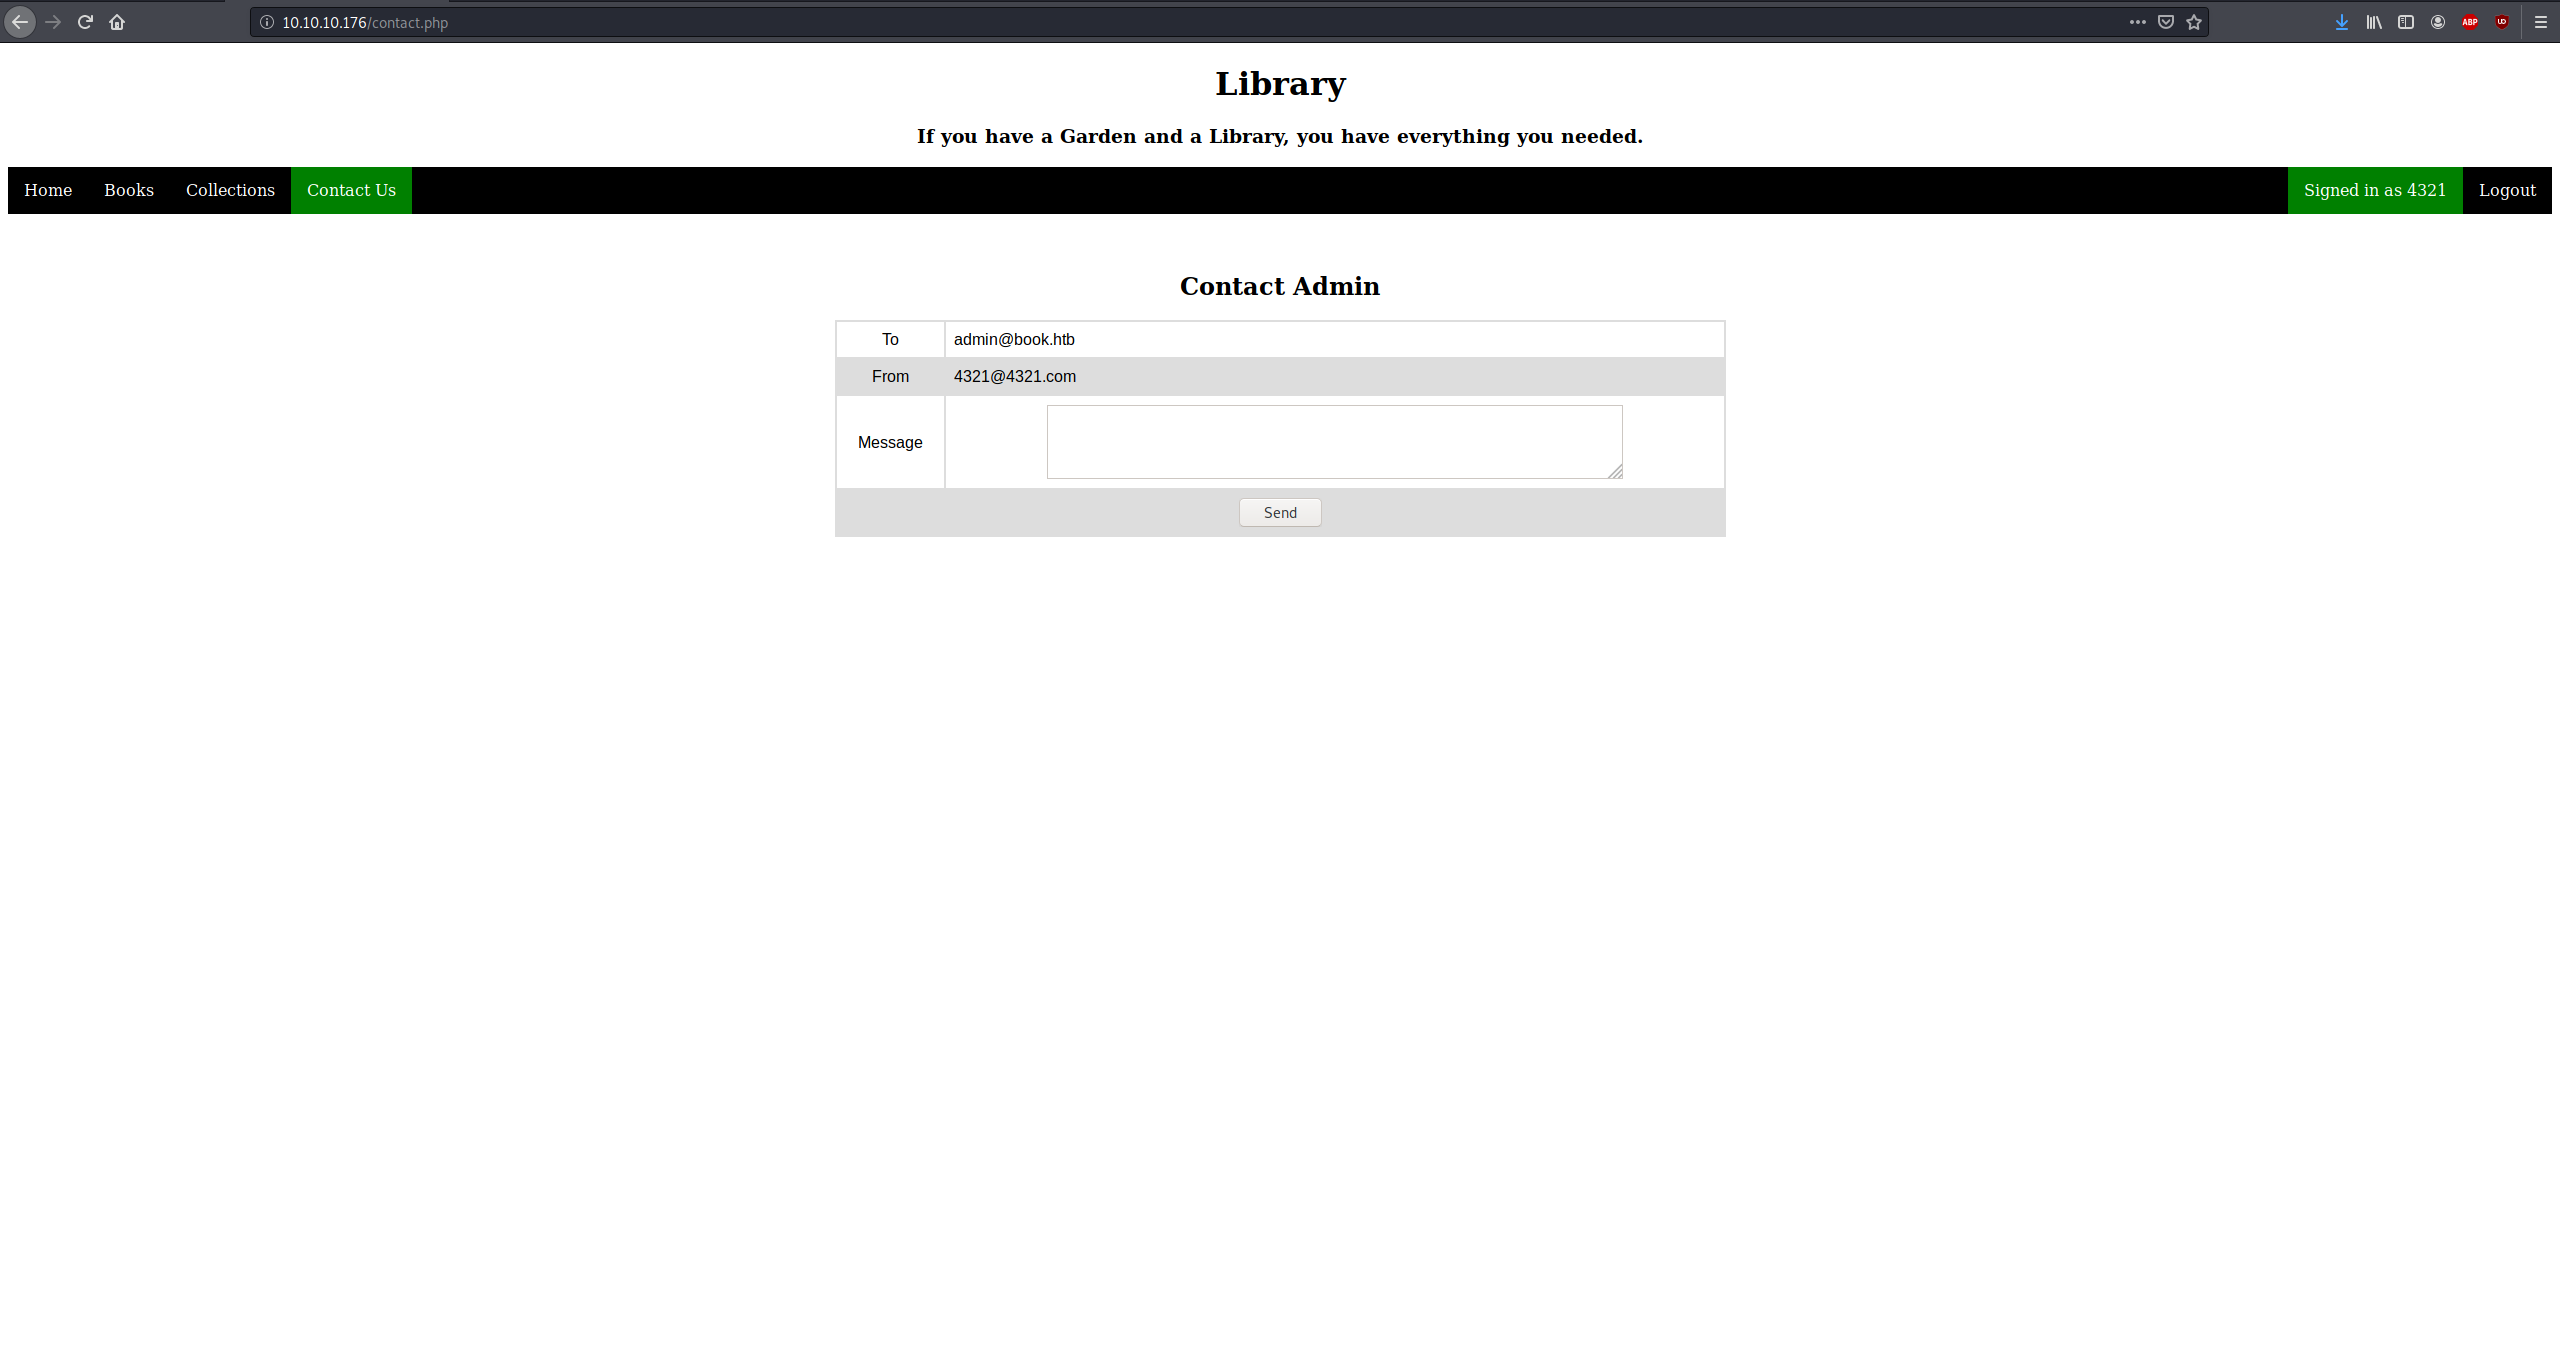 10.10.10.176/contact.php
ABP
Library
If you have a Garden and a Library, you have everything you needed.
Home Books Collections Contact Us Signed in as 4321 Logout
Contact Admin
To admin@book.htb
From 4321@4321.com
Message
Send